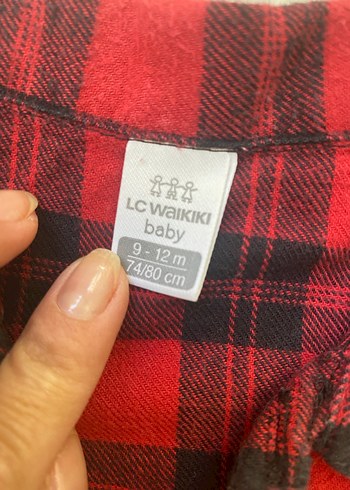 LC WAIKIKI
baby
9 - 12 m
74/80 cm